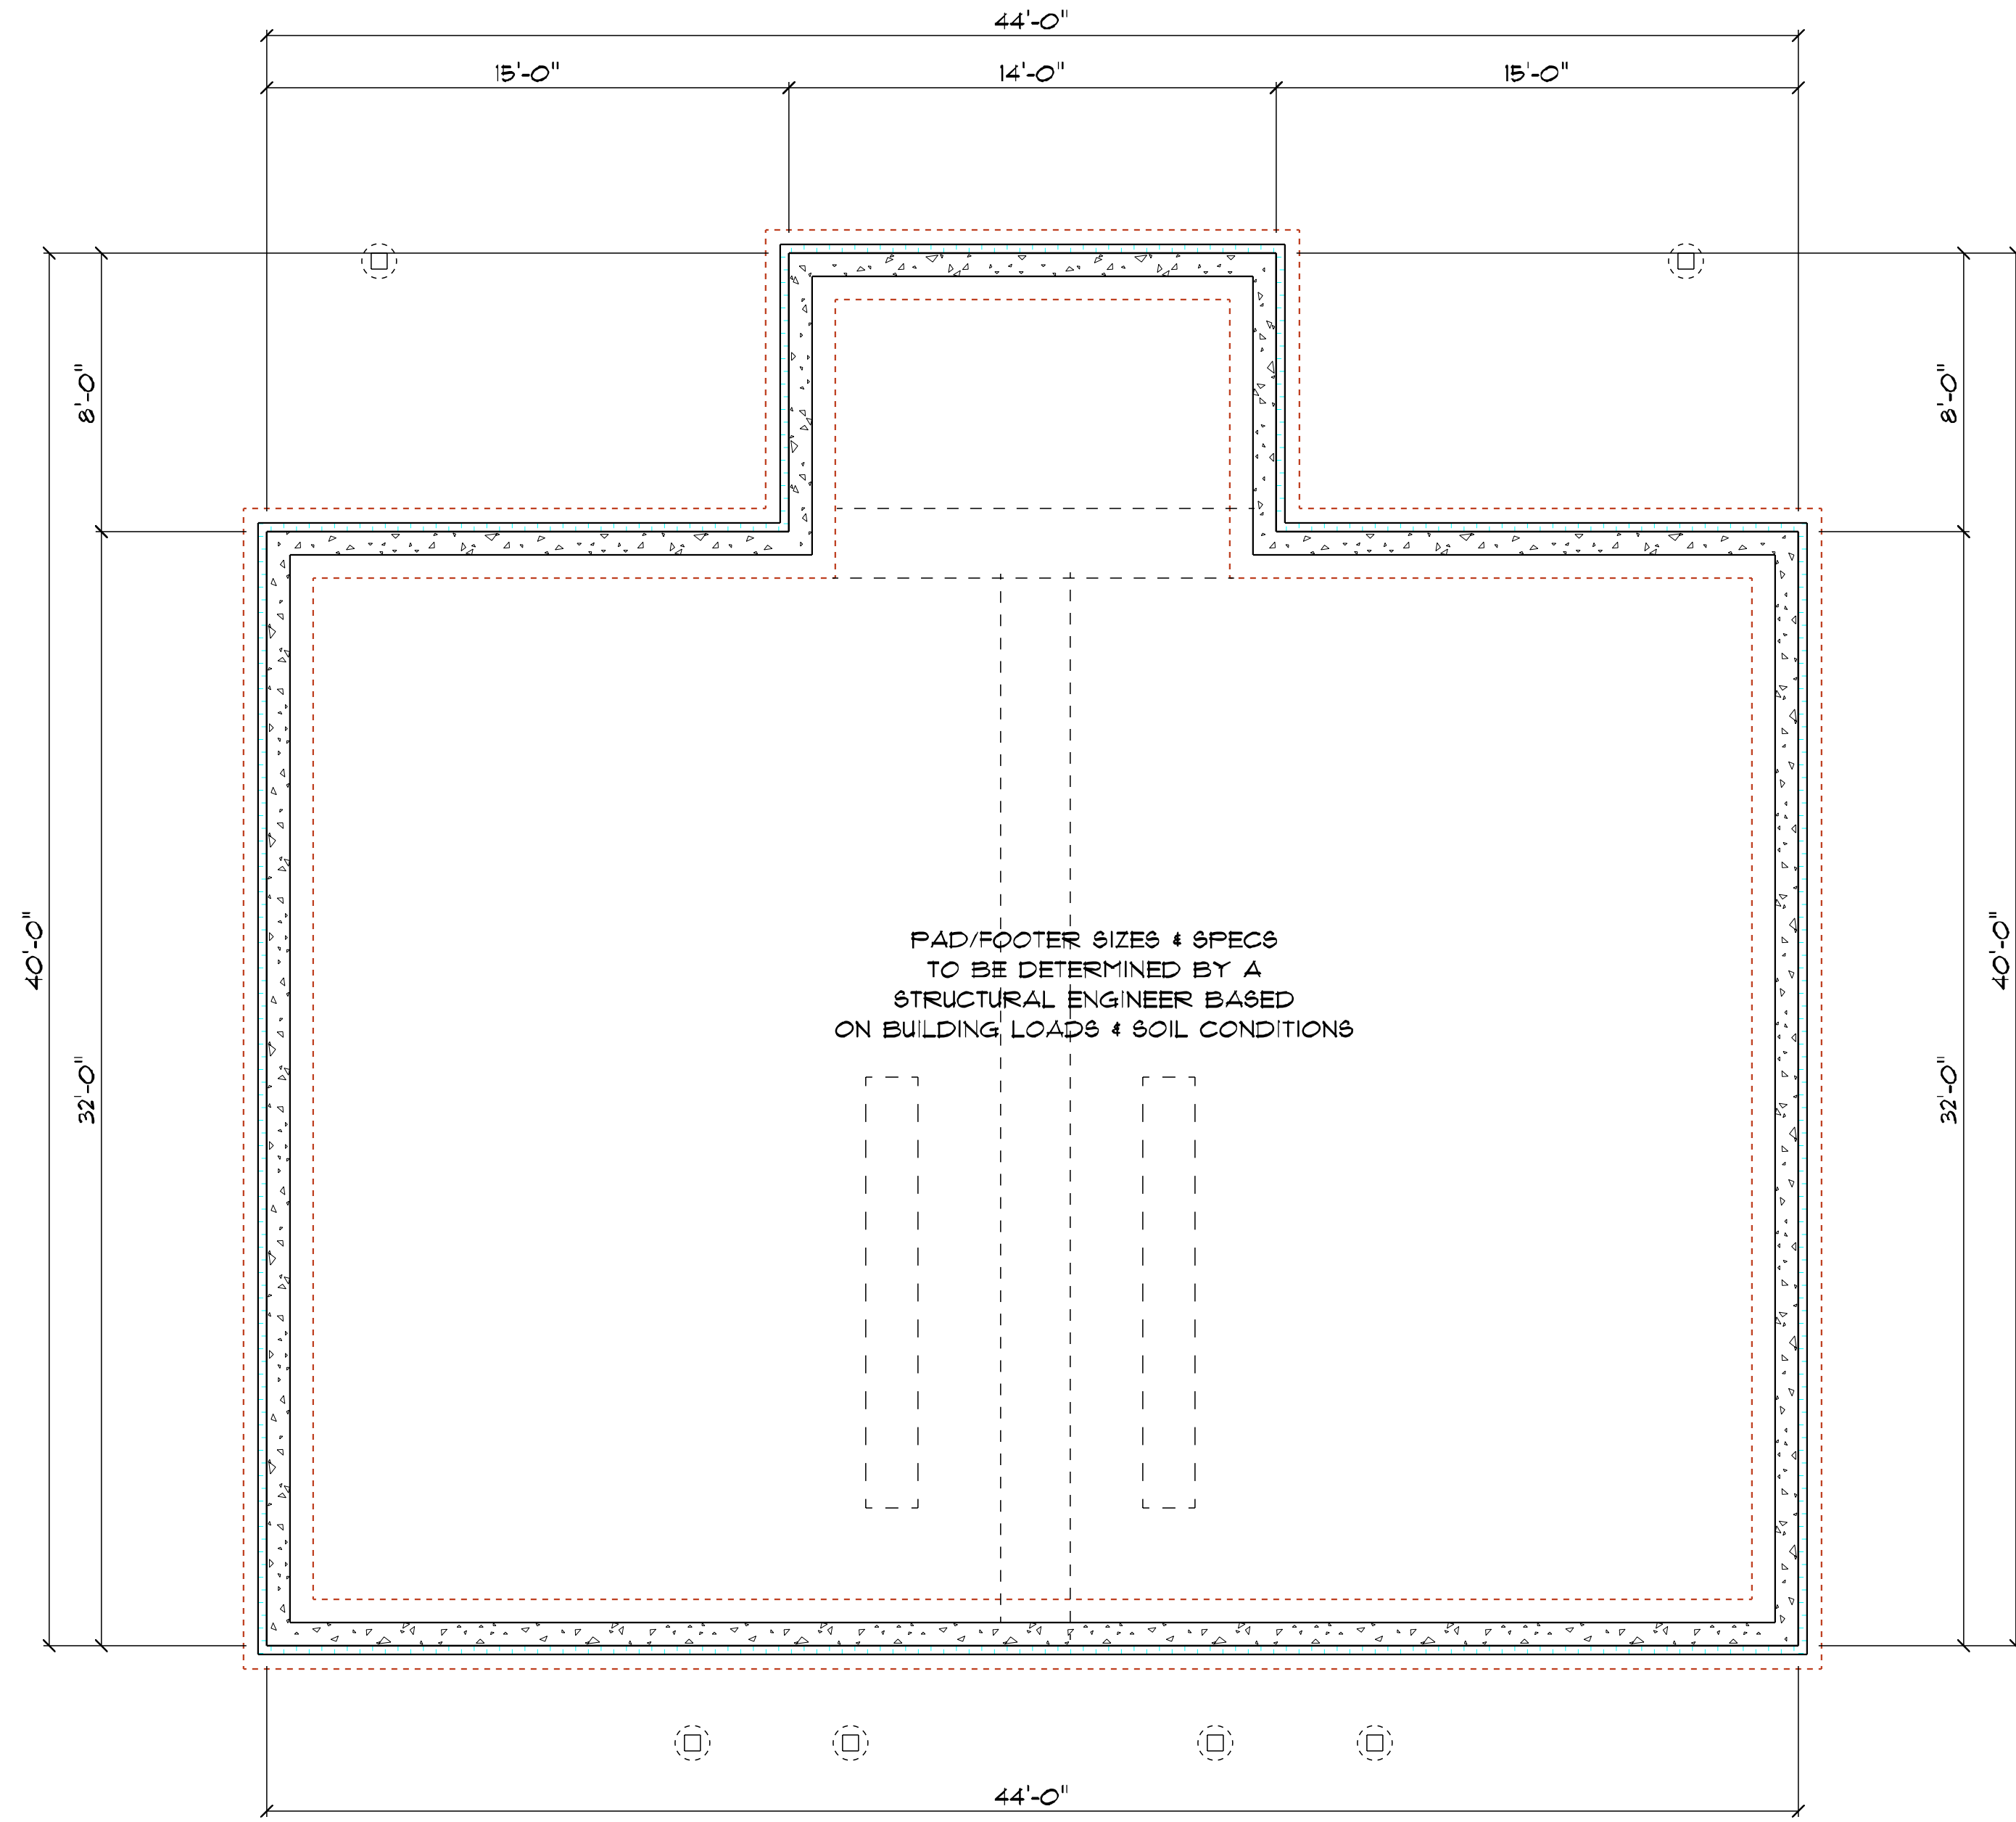 44'-0"
15'-0" 14'-0" 15'-0"
8'-0" 8'-0"
40'-0" 40'-0"
PAD/FOOTER SIZES & SPECS
TO BE DETERMINED BY A
STRUCTURAL ENGINEER BASED
ON BUILDING LOADS & SOIL CONDITIONS
32'-0" 32'-0"
44'-0"